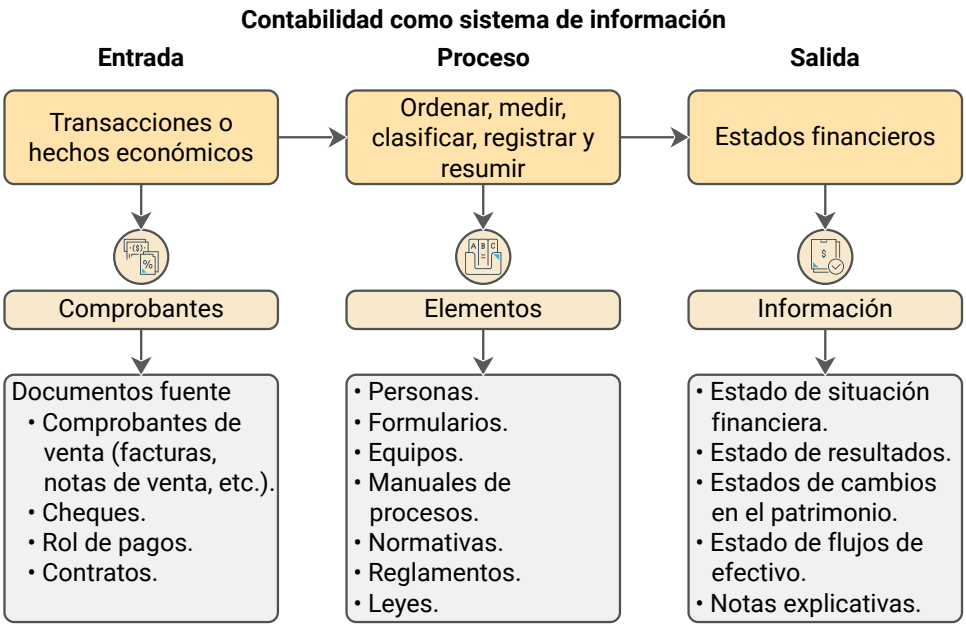 Contabilidad como sistema de información
Entrada
Proceso
Salida
Transacciones o
hechos económicos
Ordenar, medir,
clasificar, registrar y
resumir
Estados financieros
($)
%
A B C
=
$
Comprobantes
Elementos
Información
Documentos fuente
• Comprobantes de
venta (facturas,
notas de venta, etc.).
• Cheques.
• Rol de pagos.
• Contratos.
• Personas.
• Formularios.
• Equipos.
• Manuales de
procesos.
• Normativas.
• Reglamentos.
• Leyes.
• Estado de situación
financiera.
• Estado de resultados.
• Estados de cambios
en el patrimonio.
• Estado de flujos de
efectivo.
• Notas explicativas.